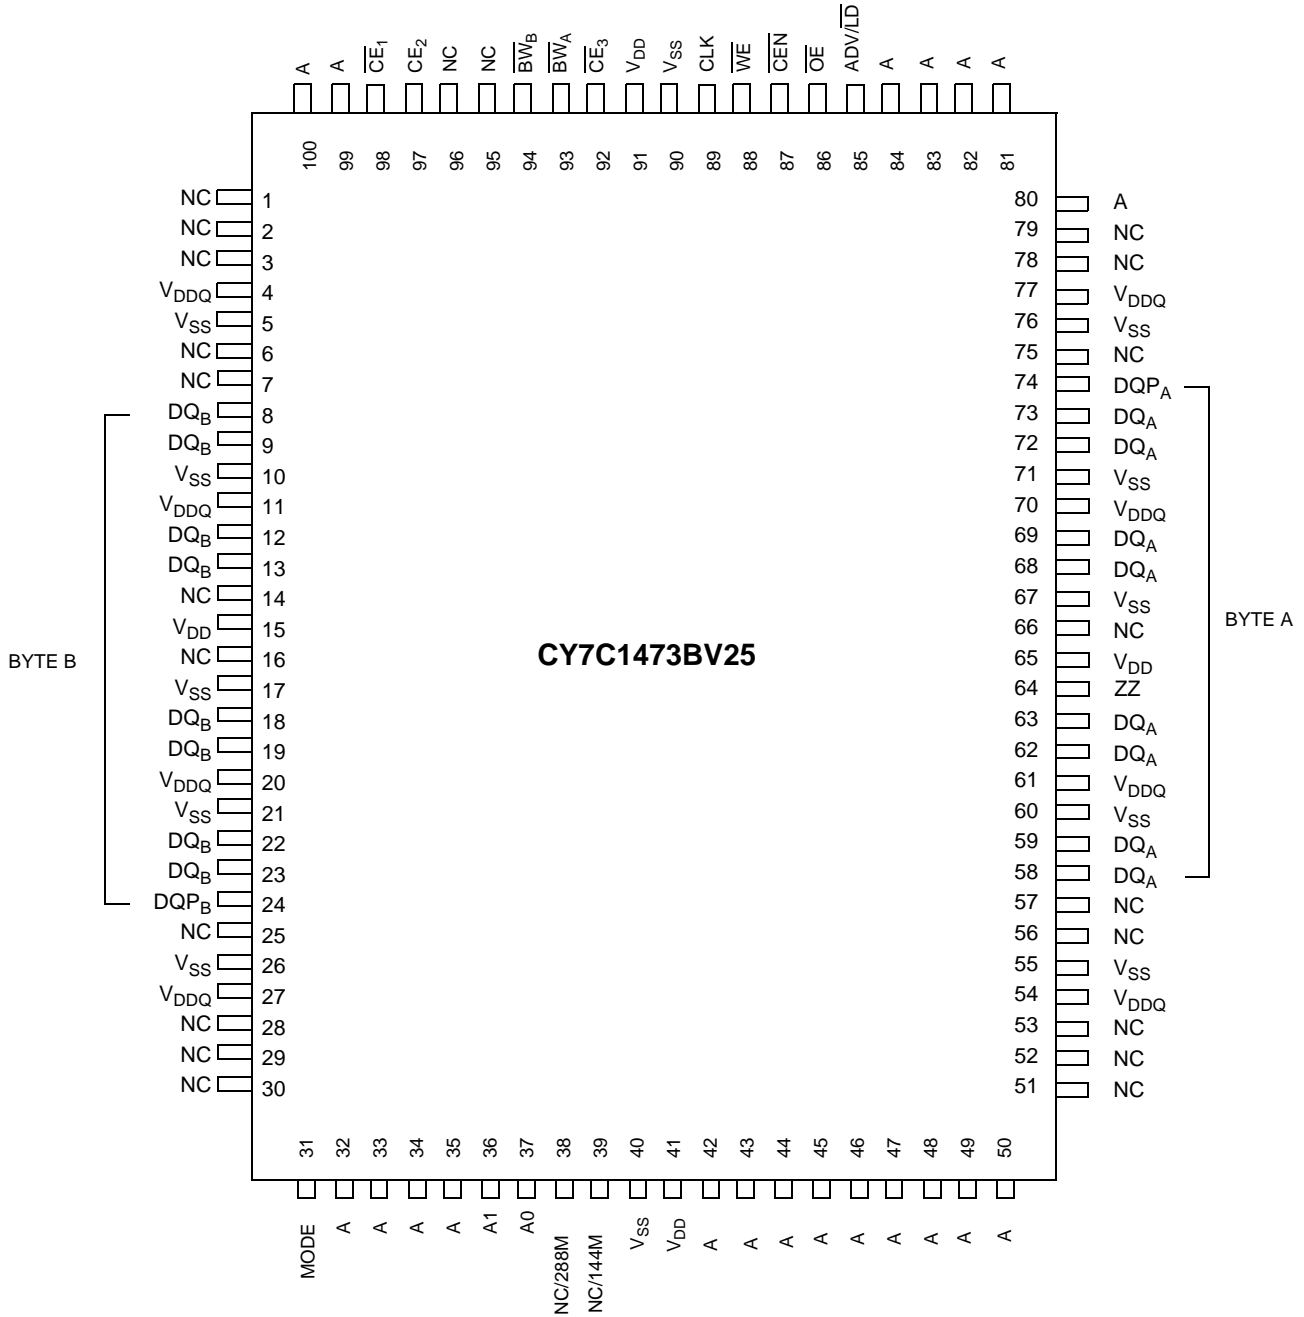 A A CE1 CE2 NC NC BWB BWA CE3 VDD VSS CLK WE CEN OE ADV/LD A A A A
100 99 98 97 96 95 94 93 92 91 90 89 88 87 86 85 84 83 82 81
NC 1
NC 2
NC 3
VDDQ 4
VSS 5
NC 6
NC 7
DQB 8
DQB 9
VSS 10
VDDQ 11
DQB 12
DQB 13
NC 14
VDD 15
NC 16
VSS 17
DQB 18
DQB 19
VDDQ 20
VSS 21
DQB 22
DQB 23
DQPB 24
NC 25
VSS 26
VDDQ 27
NC 28
NC 29
NC 30
BYTE B
CY7C1473BV25
80 A
79 NC
78 NC
77 VDDQ
76 VSS
75 NC
74 DQPA
73 DQA
72 DQA
71 VSS
70 VDDQ
69 DQA
68 DQA
67 VSS
66 NC
65 VDD
64 ZZ
63 DQA
62 DQA
61 VDDQ
60 VSS
59 DQA
58 DQA
57 NC
56 NC
55 VSS
54 VDDQ
53 NC
52 NC
51 NC
BYTE A
31 32 33 34 35 36 37 38 39 40 41 42 43 44 45 46 47 48 49 50
MODE A A A A A1 A0 NC/288M NC/144M VSS VDD A A A A A A A A A